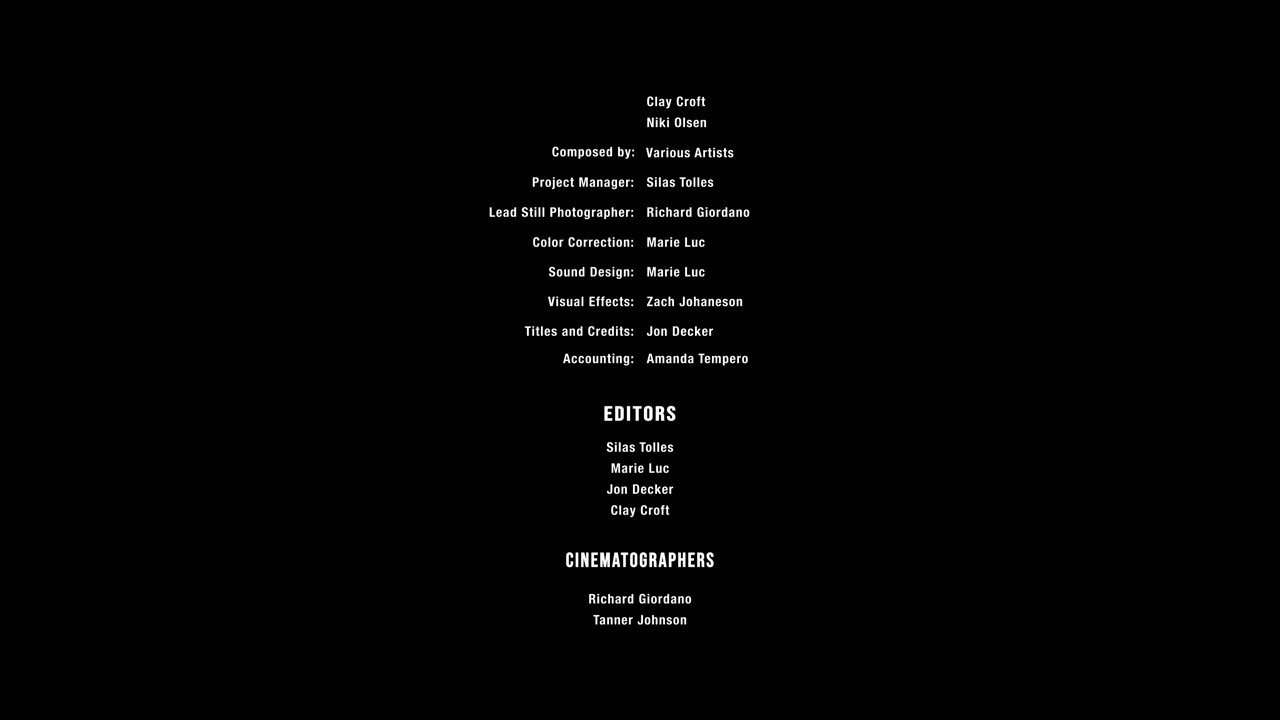 Clay Croft
Niki Olsen
Composed by: Various Artists
Project Manager: Silas Tolles
Lead Still Photographer: Richard Giordano
Color Correction: Marie Luc
Sound Design: Marie Luc
Visual Effects: Zach Johaneson
Titles and Credits: Jon Decker
Accounting: Amanda Tempero
EDITORS
Silas Tolles
Marie Luc
Jon Decker
Clay Croft
CINEMATOGRAPHERS
Richard Giordano
Tanner Johnson